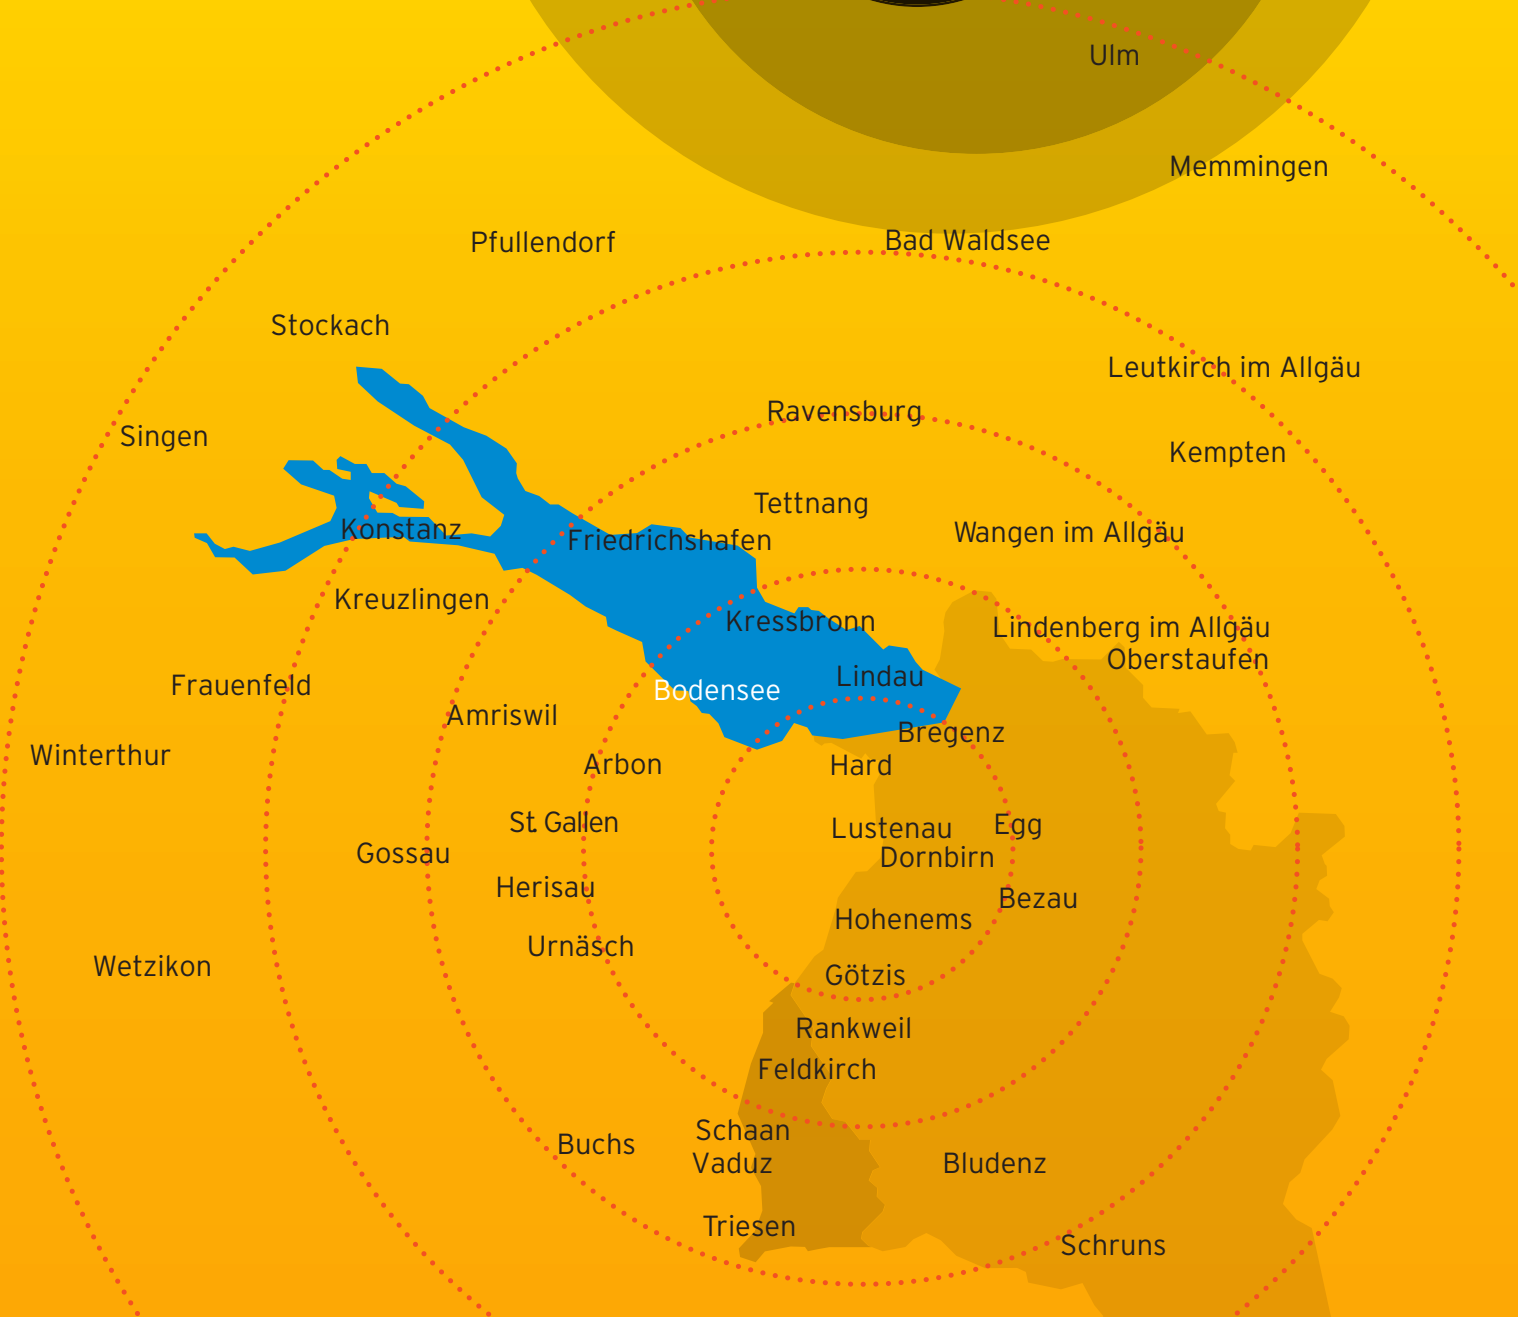 Ulm
Memmingen
Pfullendorf
Bad Waldsee
Stockach
Leutkirch im Allgäu
Ravensburg
Singen
Kempten
Tettnang
Konstanz
Friedrichshafen
Wangen im Allgäu
Kreuzlingen
Kressbronn
Lindenberg im Allgäu
Oberstaufen
Frauenfeld
Bodensee
Lindau
Amriswil
Bregenz
Winterthur
Arbon
Hard
St. Gallen
Lustenau
Egg
Gossau
Dornbirn
Herisau
Bezau
Hohenems
Urnäsch
Wetzikon
Götzis
Rankweil
Feldkirch
Schaan
Buchs
Vaduz
Bludenz
Triesen
Schruns